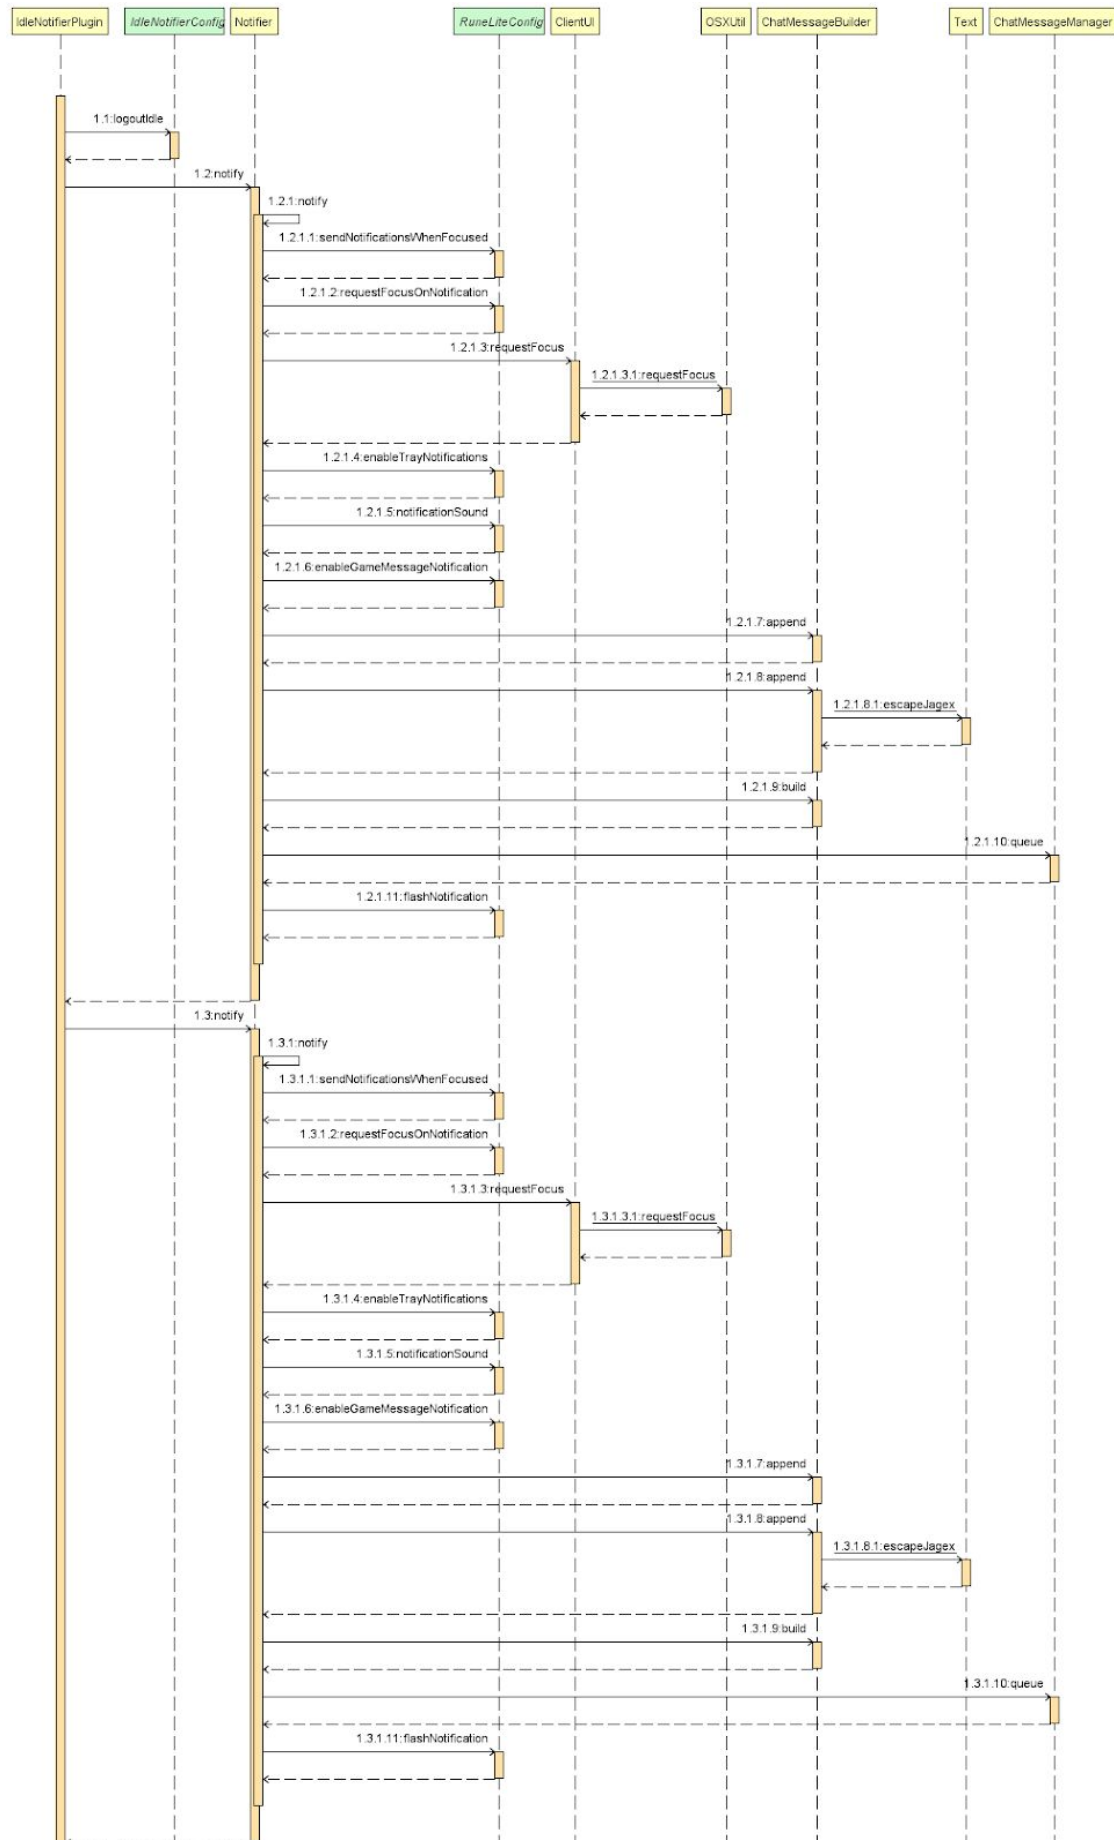 IdleNotifierPlugin IdleNotifierConfig Notifier RuneLiteConfig ClientUI OSXUtil ChatMessageBuilder Text ChatMessageManager
1.1:logoutIdle
1.2:notify
1.2.1:notify
1.2.1.1:sendNotificationsWhenFocused
1.2.1.2:requestFocusOnNotification
1.2.1.3:requestFocus
1.2.1.3.1:requestFocus
1.2.1.4:enableTrayNotifications
1.2.1.5:notificationSound
1.2.1.6:enableGameMessageNotification
1.2.1.7:append
1.2.1.8:append
1.2.1.8.1:escapeJagex
1.2.1.9:build
1.2.1.10:queue
1.2.1.11:flashNotification
1.3:notify
1.3.1:notify
1.3.1.1:sendNotificationsWhenFocused
1.3.1.2:requestFocusOnNotification
1.3.1.3:requestFocus
1.3.1.3.1:requestFocus
1.3.1.4:enableTrayNotifications
1.3.1.5:notificationSound
1.3.1.6:enableGameMessageNotification
1.3.1.7:append
1.3.1.8:append
1.3.1.8.1:escapeJagex
1.3.1.9:build
1.3.1.10:queue
1.3.1.11:flashNotification